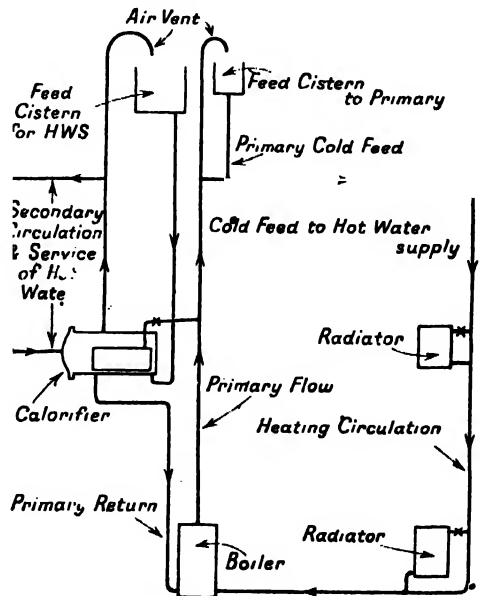 Air Vent
Feed
Cistern
for HWS
Feed Cistern
to Primary
Primary Cold Feed
Secondary
Circulation
& Service
of
Wate
Cold Feed to Hot Water
supply
Radiator
Calorifier
Primary Flow
Heating Circulation
Primary Return
Boiler
Radiator